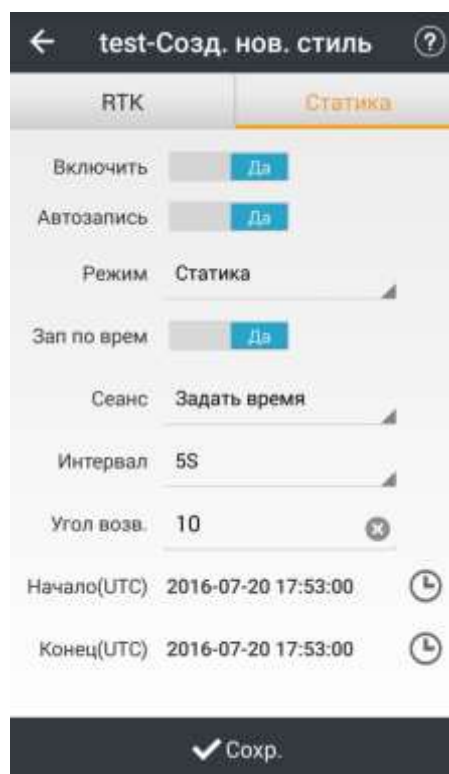 test-Созд. нов. стиль ?
RTK Статика
Включить Да
Автозапись Да
Режим Статика
Зап по врем Да
Сеанс Задать время
Интервал 5S
Угол возв. 10
Начало(UTC) 2016-07-20 17:53:00
Конец(UTC) 2016-07-20 17:53:00
Сохр.